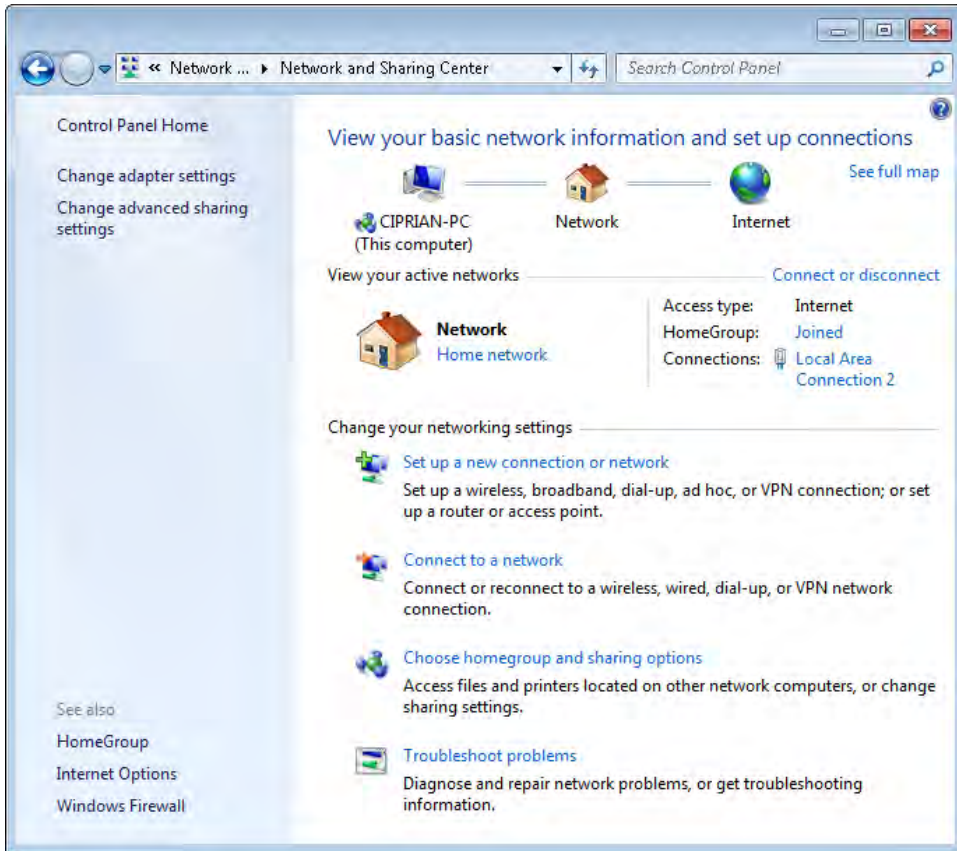 « Network ... ▸ Network and Sharing Center
Search Control Panel
Control Panel Home
Change adapter settings
Change advanced sharing
settings
See also
HomeGroup
Internet Options
Windows Firewall
View your basic network information and set up connections
See full map
CIPRIAN-PC
(This computer)
Network
Internet
View your active networks
Connect or disconnect
Network
Home network
Access type: Internet
HomeGroup: Joined
Connections: Local Area
Connection 2
Change your networking settings
Set up a new connection or network
Set up a wireless, broadband, dial-up, ad hoc, or VPN connection; or set
up a router or access point.
Connect to a network
Connect or reconnect to a wireless, wired, dial-up, or VPN network
connection.
Choose homegroup and sharing options
Access files and printers located on other network computers, or change
sharing settings.
Troubleshoot problems
Diagnose and repair network problems, or get troubleshooting
information.